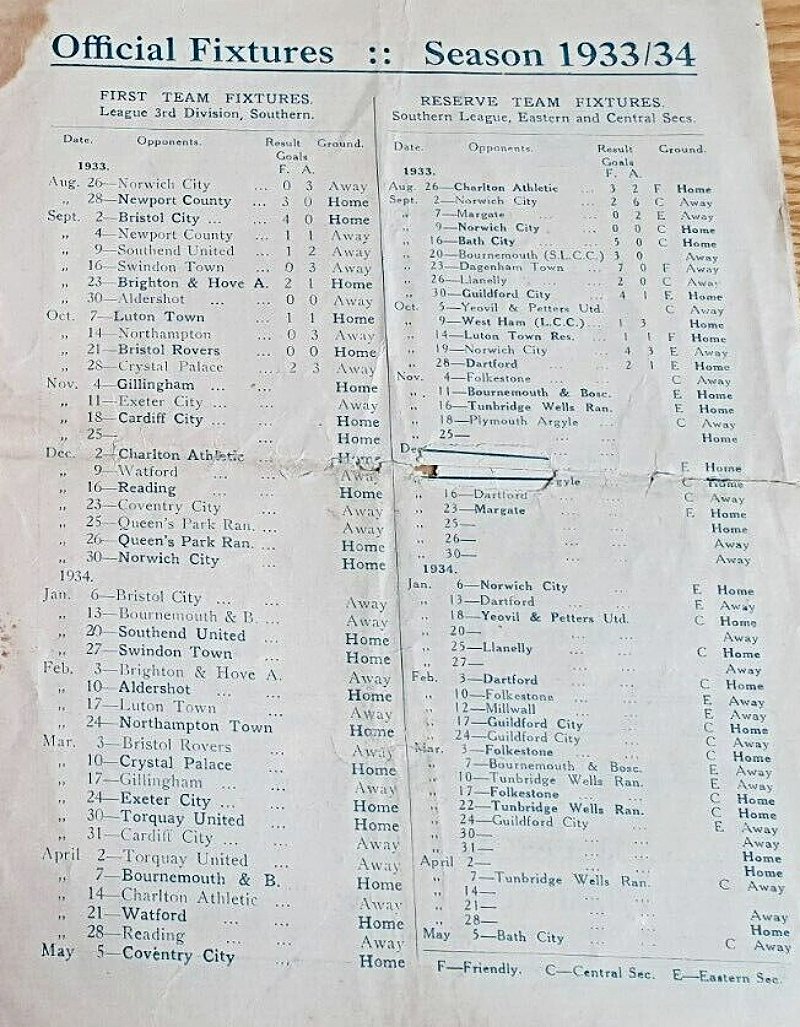 Official Fixtures :: Season 1933/34
FIRST TEAM FIXTURES.
League 3rd Division, Southern.
Date. Opponents. Result Ground.
Goals
F. A.
1933.
Aug. 26—Norwich City ... 0 3 Away
„ 28—Newport County ... 3 0 Home
Sept. 2—Bristol City ... ... 4 0 Home
„ 4—Newport County ... 1 1 Away
„ 9—Southend United ... 1 2 Away
„ 16—Swindon Town ... 0 3 Away
„ 23—Brighton & Hove A. 2 1 Home
„ 30—Aldershot ... ... 0 0 Away
Oct. 7—Luton Town ... 1 1 Home
„ 14—Northampton ... 0 3 Away
„ 21—Bristol Rovers ... 0 0 Home
„ 28—Crystal Palace ... 2 3 Away
Nov. 4—Gillingham ... ... Home
„ 11—Exeter City ... ... Away
„ 18—Cardiff City ... ... Home
„ 25— ... ... Home
Dec. 2—Charlton Athletic ... Home
„ 9—Watford ... ... Away
„ 16—Reading ... ... Home
„ 23—Coventry City ... Away
„ 25—Queen's Park Ran. ... Away
„ 26—Queen's Park Ran. ... Home
„ 30—Norwich City ... Home
1934.
Jan. 6—Bristol City ... ... Away
„ 13—Bournemouth & B. ... Away
„ 20—Southend United ... Home
„ 27—Swindon Town ... Home
Feb. 3—Brighton & Hove A. Away
„ 10—Aldershot ... ... Home
„ 17—Luton Town ... Away
„ 24—Northampton Town ... Home
Mar. 3—Bristol Rovers ... Away
„ 10—Crystal Palace ... Home
„ 17—Gillingham ... ... Away
„ 24—Exeter City ... ... Home
„ 30—Torquay United ... Home
„ 31—Cardiff City ... ... Away
April 2—Torquay United ... Away
„ 7—Bournemouth & B. ... Home
„ 14—Charlton Athletic ... Away
„ 21—Watford ... ... Home
„ 28—Reading ... ... Away
May 5—Coventry City ... Home
RESERVE TEAM FIXTURES.
Southern League, Eastern and Central Secs.
Date. Opponents. Result Ground.
Goals
F. A.
1933.
Aug. 26—Charlton Athletic ... 3 2 F Home
Sept. 2—Norwich City ... 2 6 C Away
„ 7—Margate ... ... 0 2 E Away
„ 9—Norwich City ... 0 0 C Home
„ 16—Bath City ... ... 5 0 C Home
„ 20—Bournemouth (S.L.C.C.) 3 0 Away
„ 23—Dagenham Town ... 7 0 F Away
„ 26—Llanelly ... ... 2 0 C Away
„ 30—Guildford City ... 4 1 E Home
Oct. 5—Yeovil & Petters Utd. C Away
„ 9—West Ham (L.C.C.)... 1 3 Home
„ 14—Luton Town Res. ... 1 1 F Home
„ 19—Norwich City ... 4 3 E Away
„ 28—Dartford ... ... 2 1 E Home
Nov. 4—Folkestone ... ... C Away
„ 11—Bournemouth & Bosc. E Home
„ 16—Tunbridge Wells Ran. E Home
„ 18—Plymouth Argyle ... C Away
„ 25— ... ... Home
Dec.
E Home
gyle ... C Home
„ 16—Dartford ... ... C Away
„ 23—Margate ... ... E Home
„ 25— ... ... Home
„ 26— ... ... Away
„ 30— ... ... Away
1934.
Jan. 6—Norwich City ... E Home
„ 13—Dartford ... ... E Away
„ 18—Yeovil & Petters Utd. C Home
„ 20— ... ... Away
„ 25—Llanelly ... ... C Home
„ 27— ... ... Away
Feb. 3—Dartford ... ... C Home
„ 10—Folkestone ... ... E Away
„ 12—Millwall ... ... E Away
„ 17—Guildford City ... C Home
„ 24—Guildford City ... C Away
Mar. 3—Folkestone ... ... C Home
„ 7—Bournemouth & Bosc. E Away
„ 10—Tunbridge Wells Ran. E Away
„ 17—Folkestone ... ... C Home
„ 22—Tunbridge Wells Ran. C Home
„ 24—Guildford City ... E Away
„ 30— ... ... Away
„ 31— ... ... Home
April 2— ... ... Home
„ 7—Tunbridge Wells Ran. C Away
„ 14— ... ...
„ 21— ... ... Away
„ 28— ... ... Home
May 5—Bath City ... ... C Away
F—Friendly. C—Central Sec. E—Eastern Sec.